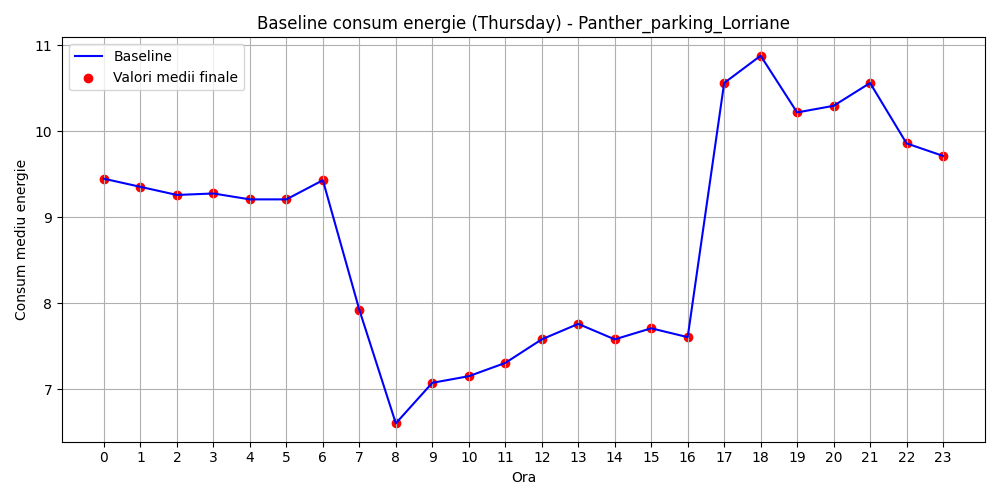 Baseline consum energie (Thursday) - Panther_parking_Lorriane
Baseline
Valori medii finale
Consum mediu energie
11
10
9
8
7
0 1 2 3 4 5 6 7 8 9 10 11 12 13 14 15 16 17 18 19 20 21 22 23
Ora